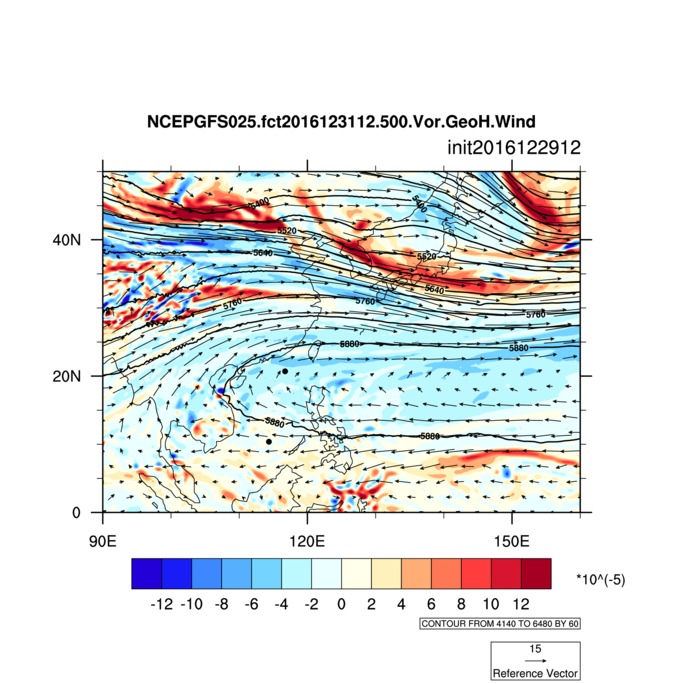 NCEPGFS025.fct2016123112.500.Vor.GeoH.Wind
init2016122912
5400
5400
5520
40N
5640
5520
5640
5760
5760
5760
5880
5880
20N
5880
5880
0
90E 120E 150E
-12 -10 -8 -6 -4 -2 0 2 4 6 8 10 12
*10^(-5)
CONTOUR FROM 4140 TO 6480 BY 60
15
Reference Vector